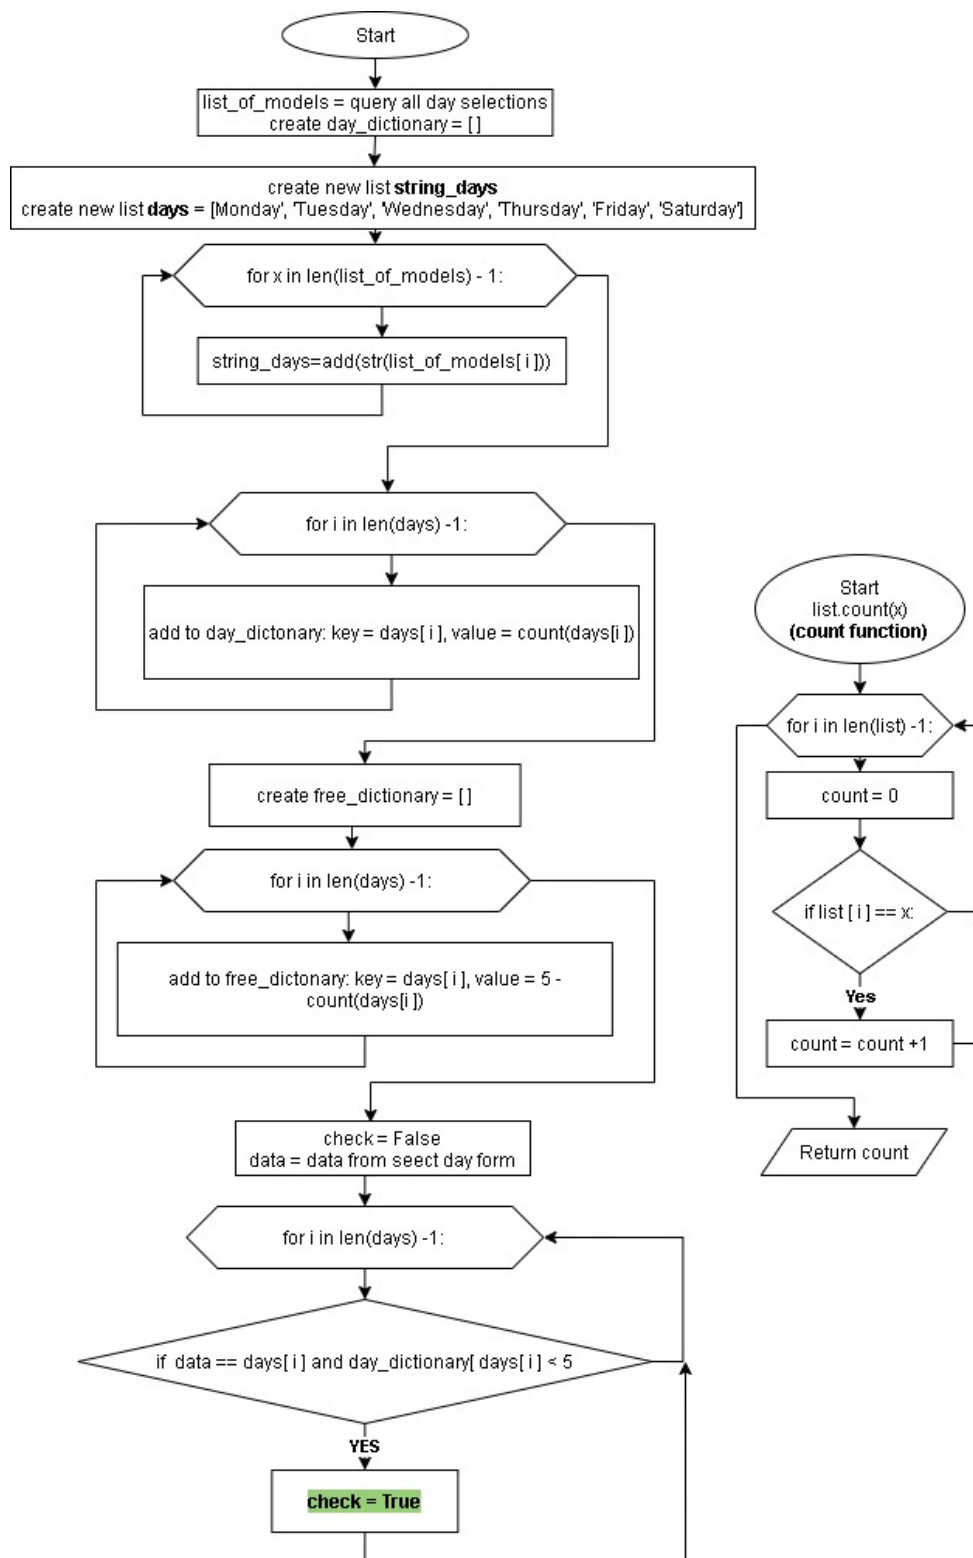 Start
list_of_models = query all day selections
create day_dictionary = [ ]
create new list string_days
create new list days = [Monday', 'Tuesday', 'Wednesday', 'Thursday', 'Friday', 'Saturday']
for x in len(list_of_models) - 1:
string_days=add(str(list_of_models[ i ]))
for i in len(days) -1:
add to day_dictonary: key = days[ i ], value = count(days[i ])
create free_dictionary = [ ]
for i in len(days) -1:
add to free_dictonary: key = days[ i ], value = 5 -
count(days[i])
check = False
data = data from seect day form
for i in len(days) -1:
if data == days[ i ] and day_dictionary[ days[ i ] < 5
YES
check = True
Start
list.count(x)
(count function)
for i in len(list) -1:
count = 0
if list [ i ] == x:
Yes
count = count +1
Return count